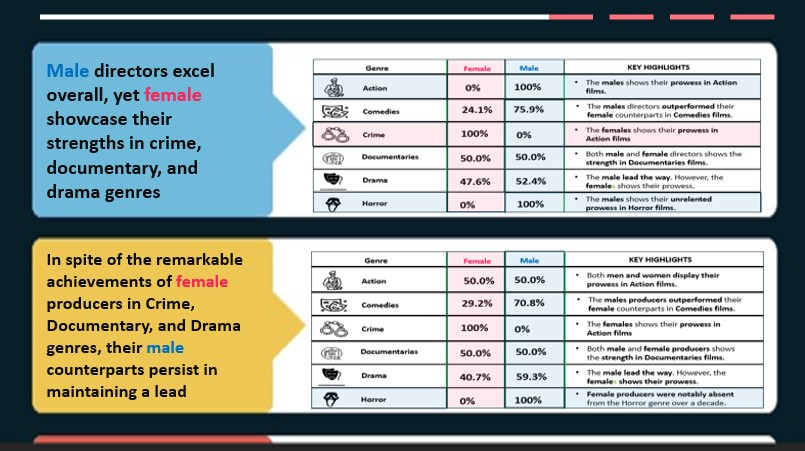 Male directors excel
overall, yet female
showcase their
strengths in crime,
documentary, and
drama genres
Genre Female Male KEY HIGHLIGHTS
Action 0% 100% • The males shows their prowess in Action
films.
Comedies 24.1% 75.9% • The males directors outperformed their
female counterparts in Comedies films.
Crime 100% 0% • The females shows their prowess in
Action films
Documentaries 50.0% 50.0% • Both male and female directors shows the
strength in Documentaries films.
Drama 47.6% 52.4% • The male lead the way. However, the
females shows their prowess.
Horror 0% 100% • The males shows their unrelented
prowess in Horror films.
In spite of the remarkable
achievements of female
producers in Crime,
Documentary, and Drama
genres, their male
counterparts persist in
maintaining a lead
Genre Female Male KEY HIGHLIGHTS
Action 50.0% 50.0% • Both men and women display their
prowess in Action films.
Comedies 29.2% 70.8% • The males producers outperformed their
female counterparts in Comedies films.
Crime 100% 0% • The females shows their prowess in
Action films
Documentaries 50.0% 50.0% • Both male and female producers shows
the strength in Documentaries films.
Drama 40.7% 59.3% • The male lead the way. However, the
females shows their prowess.
Horror 0% 100% • Female producers were notably absent
from the Horror genre over a decade.